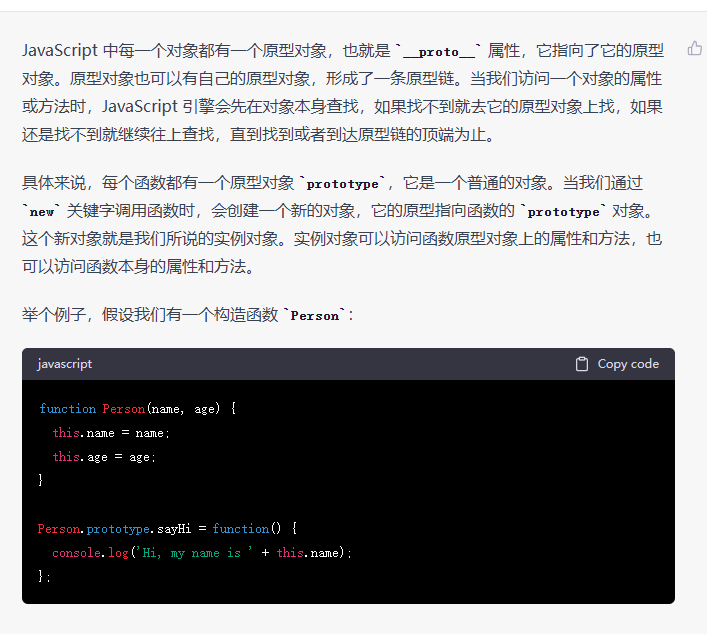 JavaScript 中每一个对象都有一个原型对象，也就是 `__proto__` 属性，它指向了它的原型
对象。原型对象也可以有自己的原型对象，形成了一条原型链。当我们访问一个对象的属性
或方法时，JavaScript 引擎会先在对象本身查找，如果找不到就去它的原型对象上找，如果
还是找不到就继续往上查找，直到找到或者到达原型链的顶端为止。
具体来说，每个函数都有一个原型对象 `prototype`，它是一个普通的对象。当我们通过
`new` 关键字调用函数时，会创建一个新的对象，它的原型指向函数的 `prototype` 对象。
这个新对象就是我们所说的实例对象。实例对象可以访问函数原型对象上的属性和方法，也
可以访问函数本身的属性和方法。
举个例子，假设我们有一个构造函数 `Person`：
javascript Copy code
function Person(name, age) {
  this.name = name;
  this.age = age;
}
Person.prototype.sayHi = function() {
  console.log('Hi, my name is ' + this.name);
};